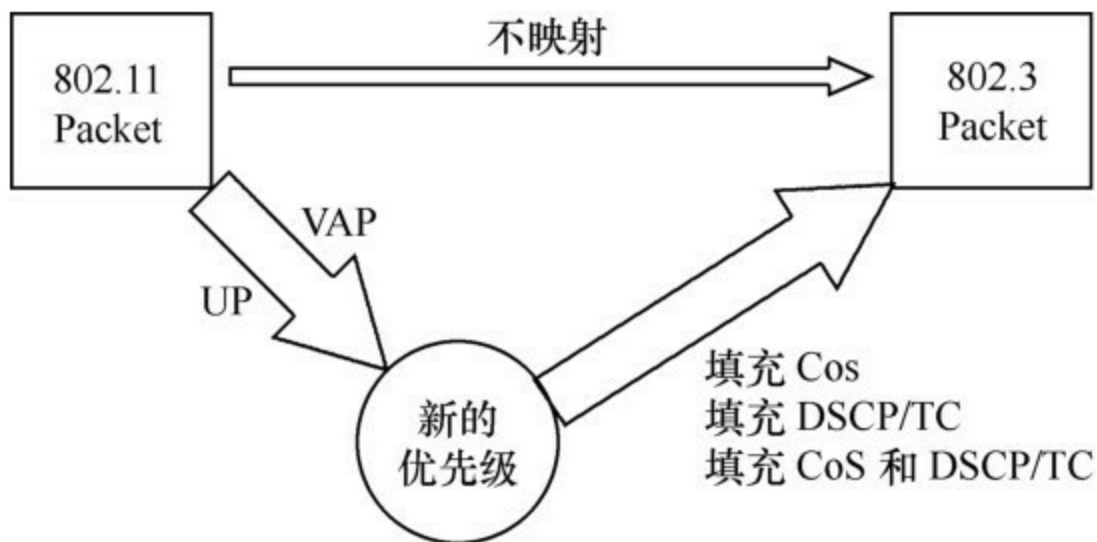 不映射
802.11
Packet
802.3
Packet
VAP
UP
新的
优先级
填充 Cos
填充 DSCP/TC
填充 CoS 和 DSCP/TC